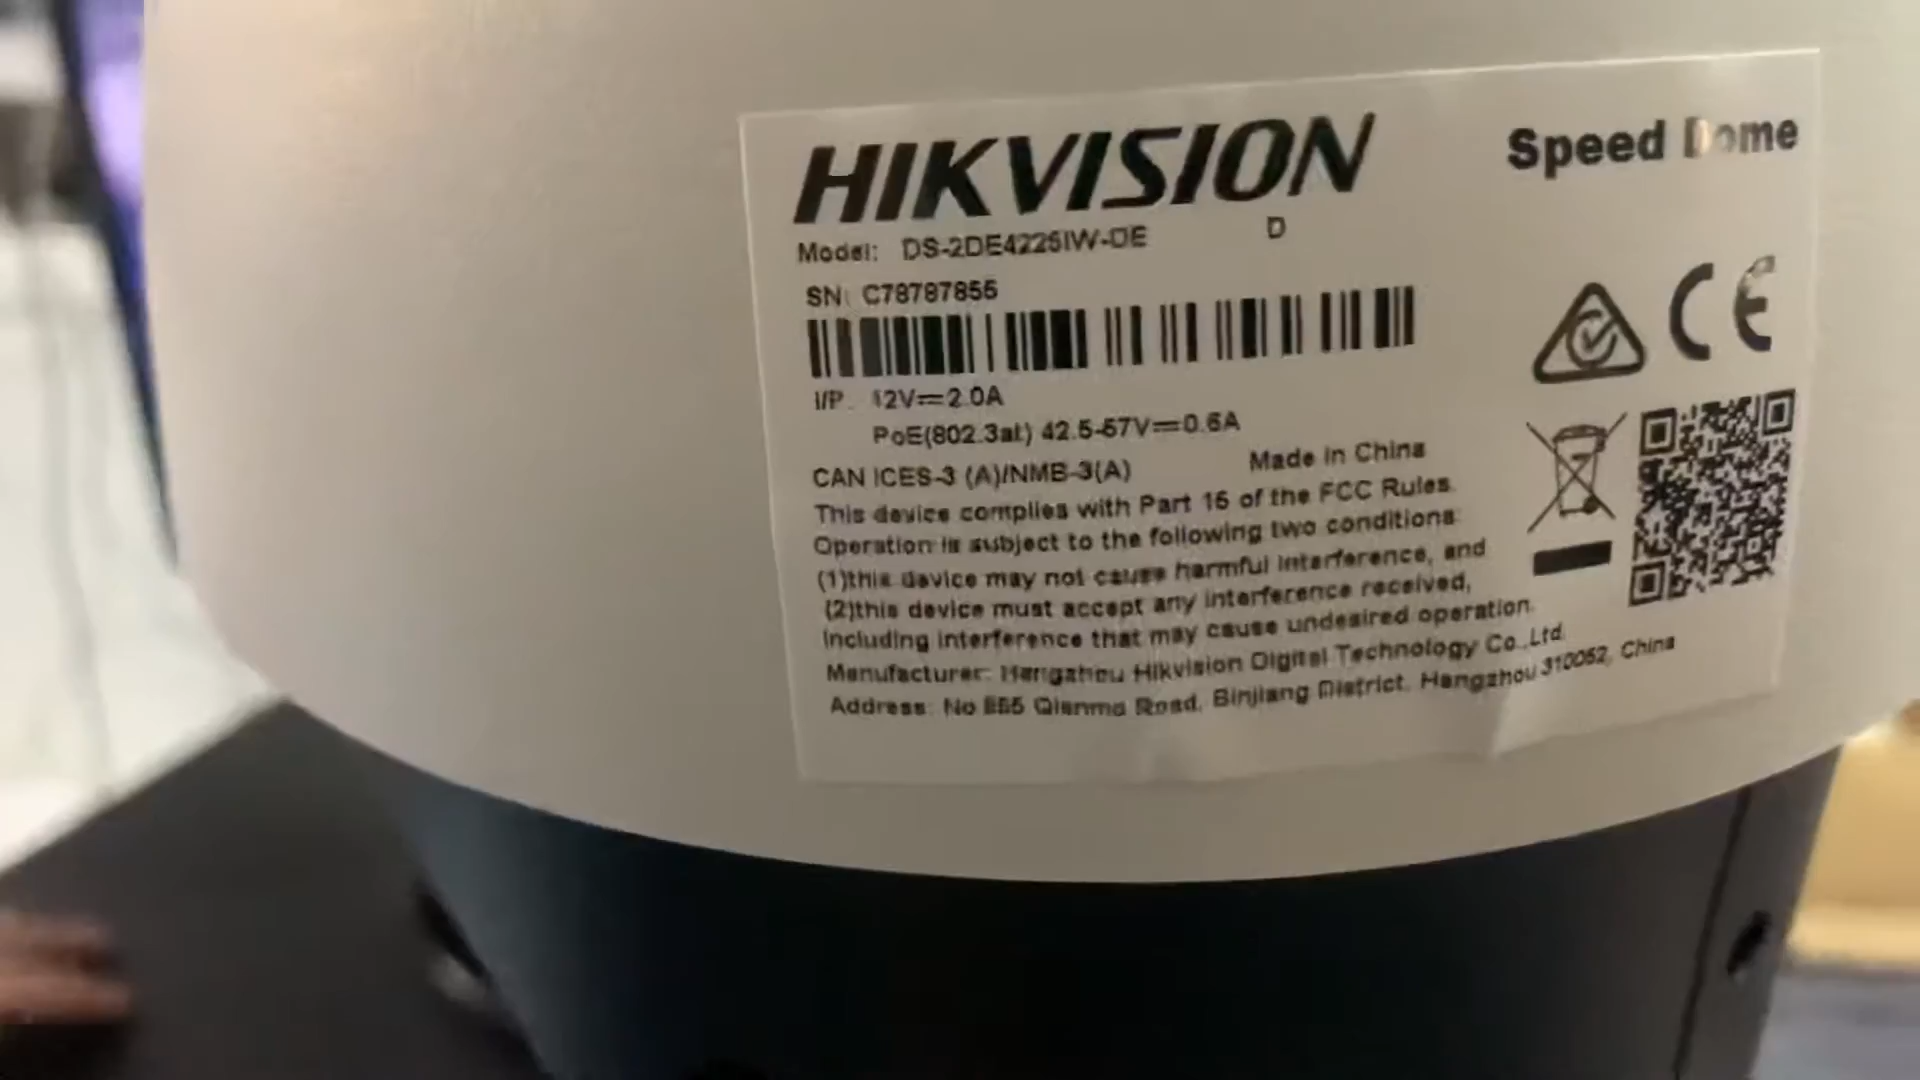 HIKVISION
Speed Dome
Model: DS-2DE4225IW-DE D
SN: C78787855
I/P: 12V⎓2.0A
PoE(802.3at) 42.5-57V⎓0.6A
CAN ICES-3 (A)/NMB-3(A) Made in China
This device complies with Part 15 of the FCC Rules.
Operation is subject to the following two conditions:
(1)this device may not cause harmful interference, and
(2)this device must accept any interference received,
including interference that may cause undesired operation.
Manufacturer: Hangzhou Hikvision Digital Technology Co.,Ltd.
Address: No.555 Qianmo Road, Binjiang District, Hangzhou 310052, China
CE